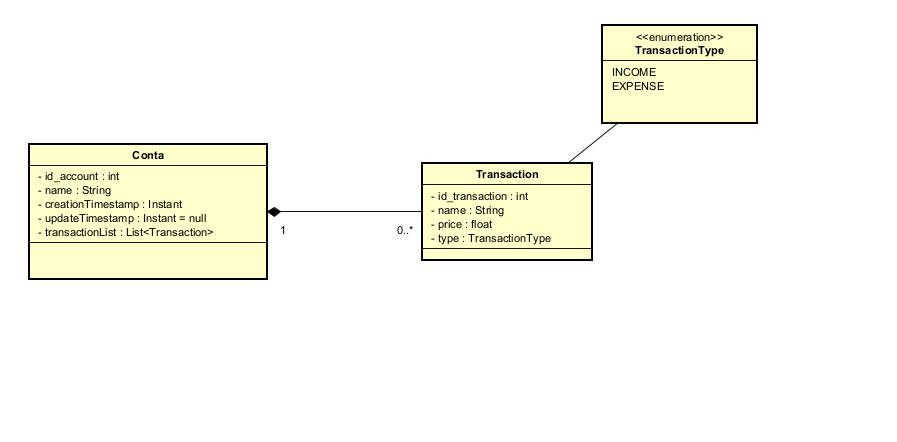 <<enumeration>>
TransactionType
INCOME
EXPENSE
Conta
- id_account : int
- name : String
- creationTimestamp : Instant
- updateTimestamp : Instant = null
- transactionList : List<Transaction>
1
0..*
Transaction
- id_transaction : int
- name : String
- price : float
- type : TransactionType